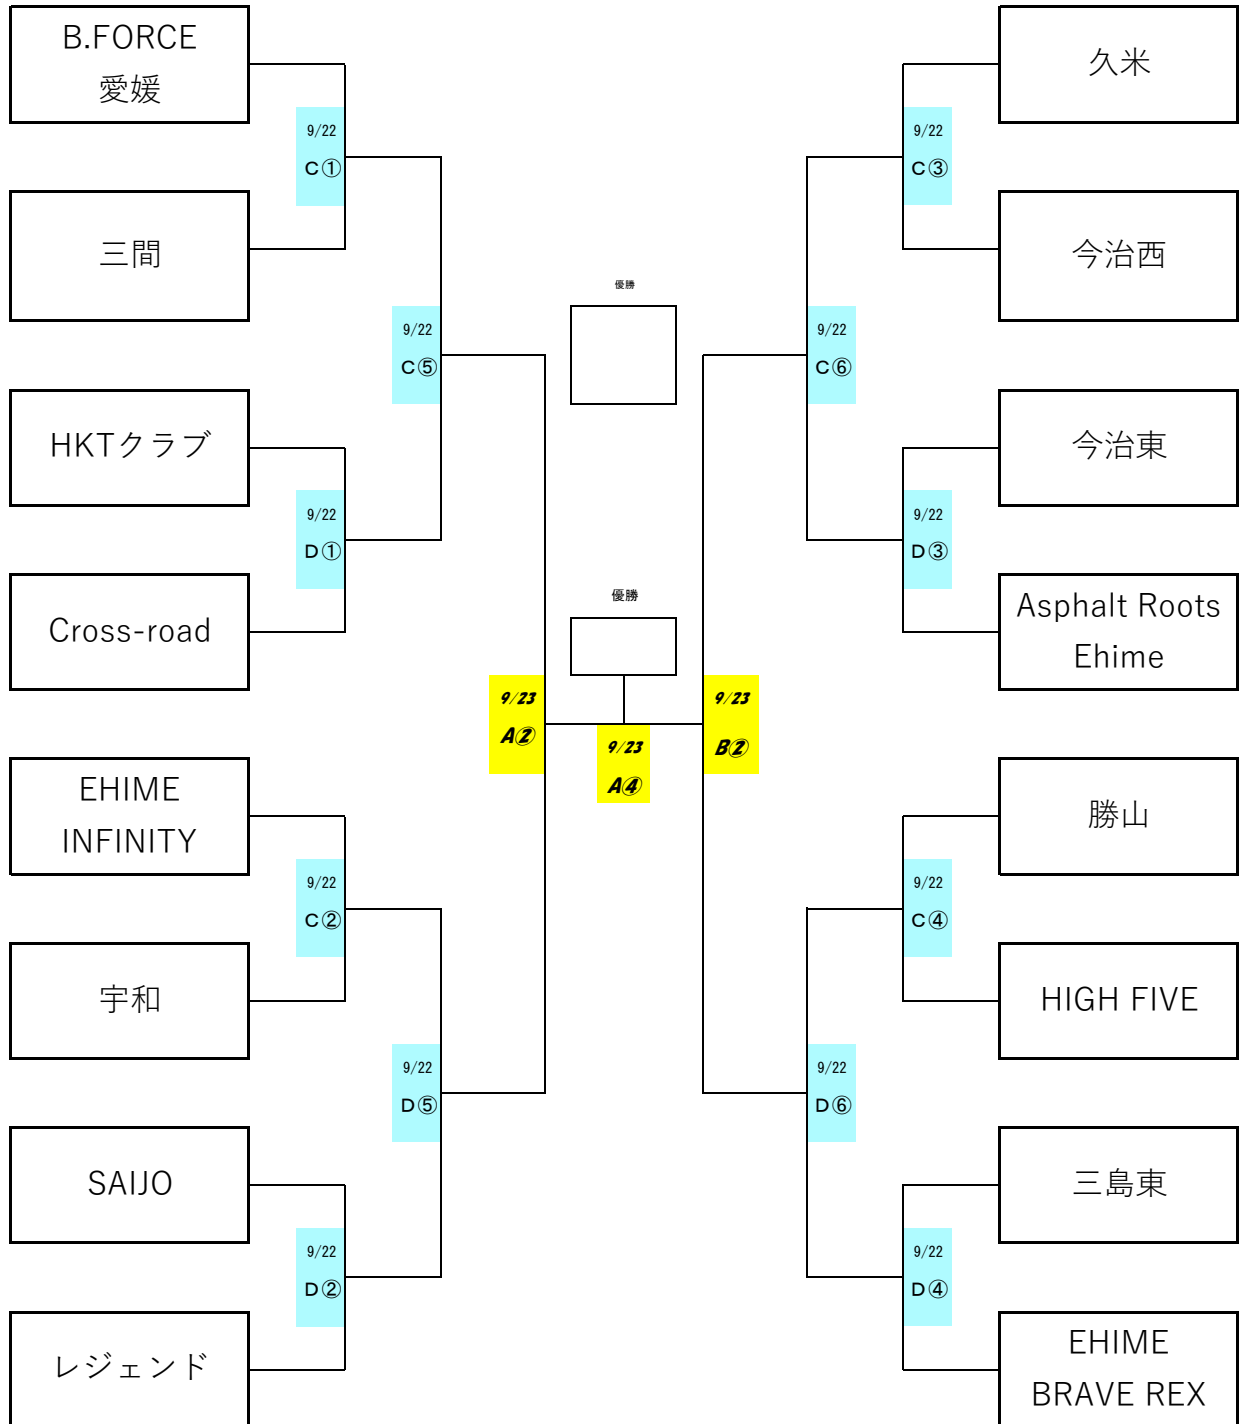 B.FORCE
愛媛
9/22
C①
三間
HKTクラブ
9/22
D①
Cross-road
9/22
C⑤
EHIME
INFINITY
9/22
C②
宇和
SAIJO
9/22
D②
レジェンド
9/22
D⑤
9/23
A②
優勝
優勝
9/23
A④
9/23
B②
久米
9/22
C③
今治西
9/22
C⑥
今治東
9/22
D③
Asphalt Roots
Ehime
勝山
9/22
C④
HIGH FIVE
9/22
D⑥
三島東
9/22
D④
EHIME
BRAVE REX